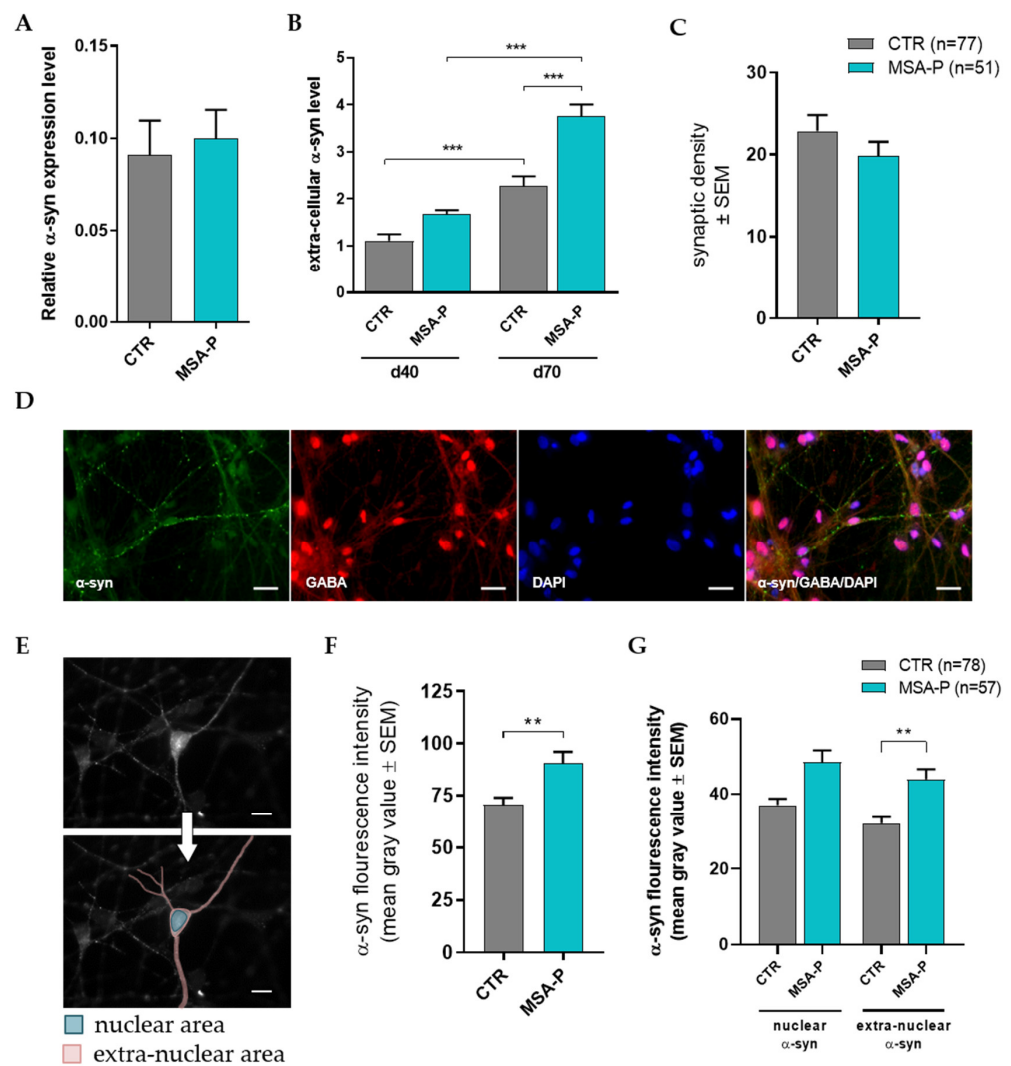 A
Relative α-syn expression level
0.15
0.10
0.05
0.00
CTR
MSA-P
B
extra-cellular α-syn level
5
4
3
2
1
0
***
***
***
CTR
MSA-P
CTR
MSA-P
d40
d70
C
CTR (n=77)
MSA-P (n=51)
synaptic density
± SEM
30
20
10
0
CTR
MSA-P
D
α-syn
GABA
DAPI
α-syn/GABA/DAPI
E
nuclear area
extra-nuclear area
F
α-syn flourescence intensity
(mean gray value ± SEM)
125
100
75
50
25
0
**
CTR
MSA-P
G
CTR (n=78)
MSA-P (n=57)
α-syn flourescence intensity
(mean gray value ± SEM)
60
40
20
0
**
CTR
MSA-P
CTR
MSA-P
nuclear
α-syn
extra-nuclear
α-syn